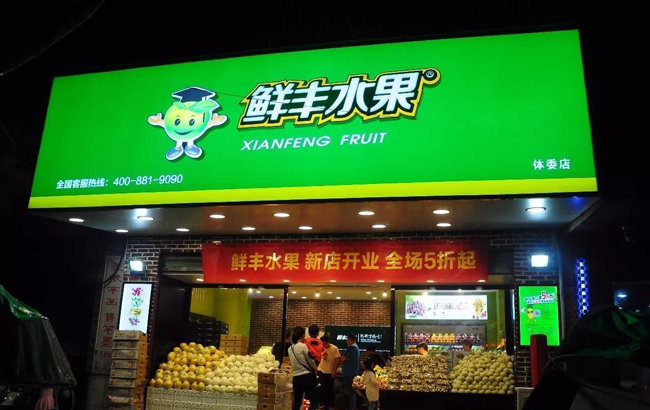 鲜丰水果
XIANFENG FRUIT
全国客服热线：400-881-9090
体委店
鲜丰水果 新店开业 全场5折起